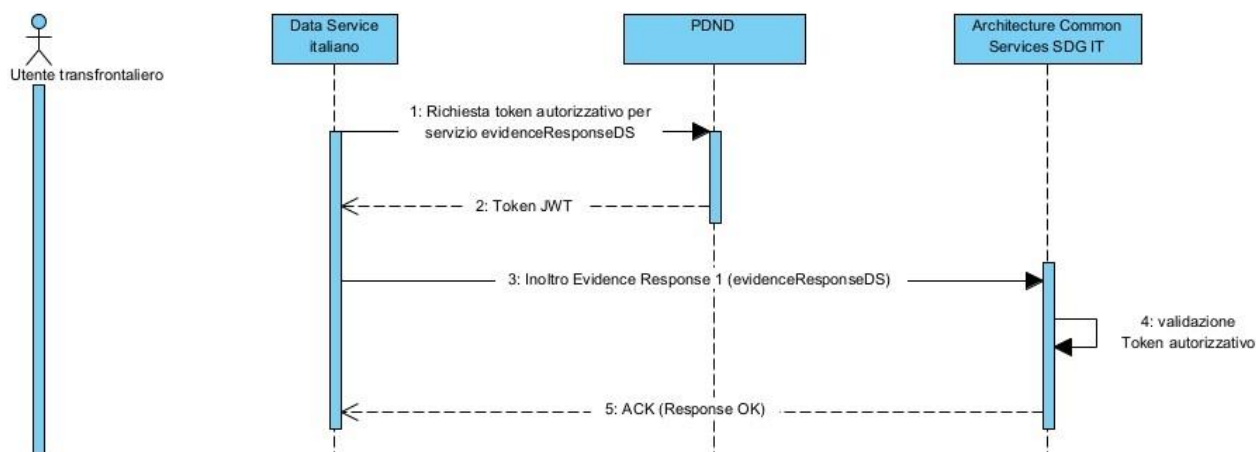 Utente transfrontaliero
Data Service
italiano
PDND
Architecture Common
Services SDG IT
1: Richiesta token autorizzativo per
servizio evidenceResponseDS
2: Token JWT
3: Inoltro Evidence Response 1 (evidenceResponseDS)
4: validazione
Token autorizzativo
5: ACK (Response OK)